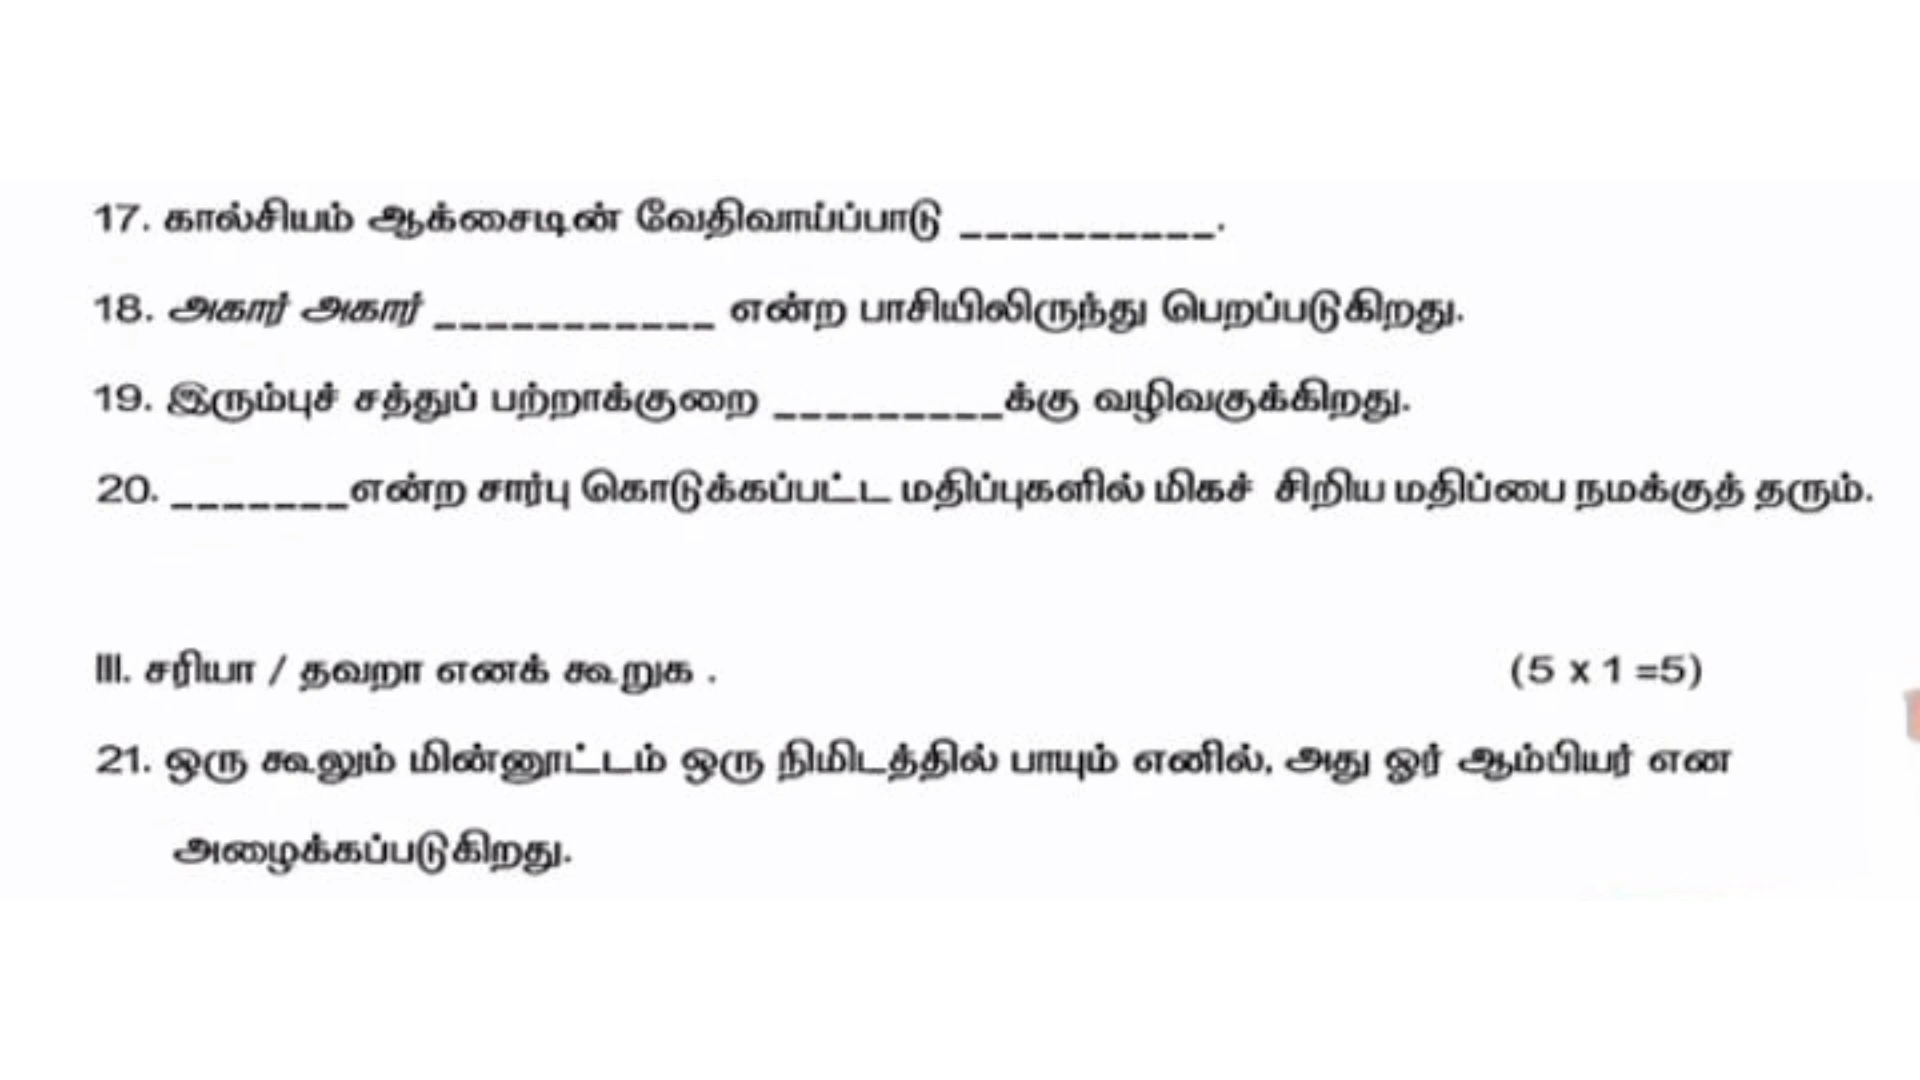 17. கால்சியம் ஆக்சைடின் வேதிவாய்ப்பாடு __________.
18. அகார் அகார் ___________ என்ற பாசியிலிருந்து பெறப்படுகிறது.
19. இரும்புச் சத்துப் பற்றாக்குறை _________க்கு வழிவகுக்கிறது.
20. _______என்ற சார்பு கொடுக்கப்பட்ட மதிப்புகளில் மிகச் சிறிய மதிப்பை நமக்குத் தரும்.
III. சரியா / தவறா எனக் கூறுக . (5 x 1 =5)
21. ஒரு கூலும் மின்னூட்டம் ஒரு நிமிடத்தில் பாயும் எனில், அது ஓர் ஆம்பியர் என
அழைக்கப்படுகிறது.